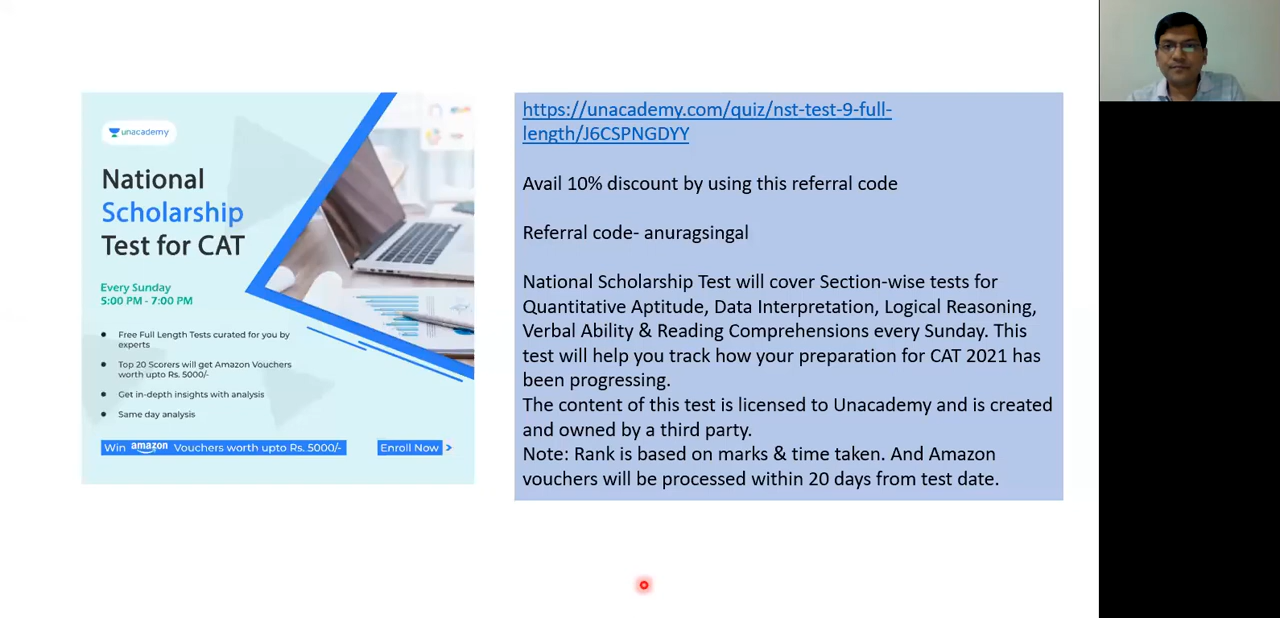 unacademy
National
Scholarship
Test for CAT
Every Sunday
5:00 PM - 7:00 PM
Free Full Length Tests curated for you by
experts
Top 20 Scorers will get Amazon Vouchers
worth upto Rs. 5000/-
Get in-depth insights with analysis
Same day analysis
Win amazon Vouchers worth upto Rs. 5000/-
Enroll Now >
https://unacademy.com/quiz/nst-test-9-full-
length/J6CSPNGDYY
Avail 10% discount by using this referral code
Referral code- anuragsingal
National Scholarship Test will cover Section-wise tests for
Quantitative Aptitude, Data Interpretation, Logical Reasoning,
Verbal Ability & Reading Comprehensions every Sunday. This
test will help you track how your preparation for CAT 2021 has
been progressing.
The content of this test is licensed to Unacademy and is created
and owned by a third party.
Note: Rank is based on marks & time taken. And Amazon
vouchers will be processed within 20 days from test date.